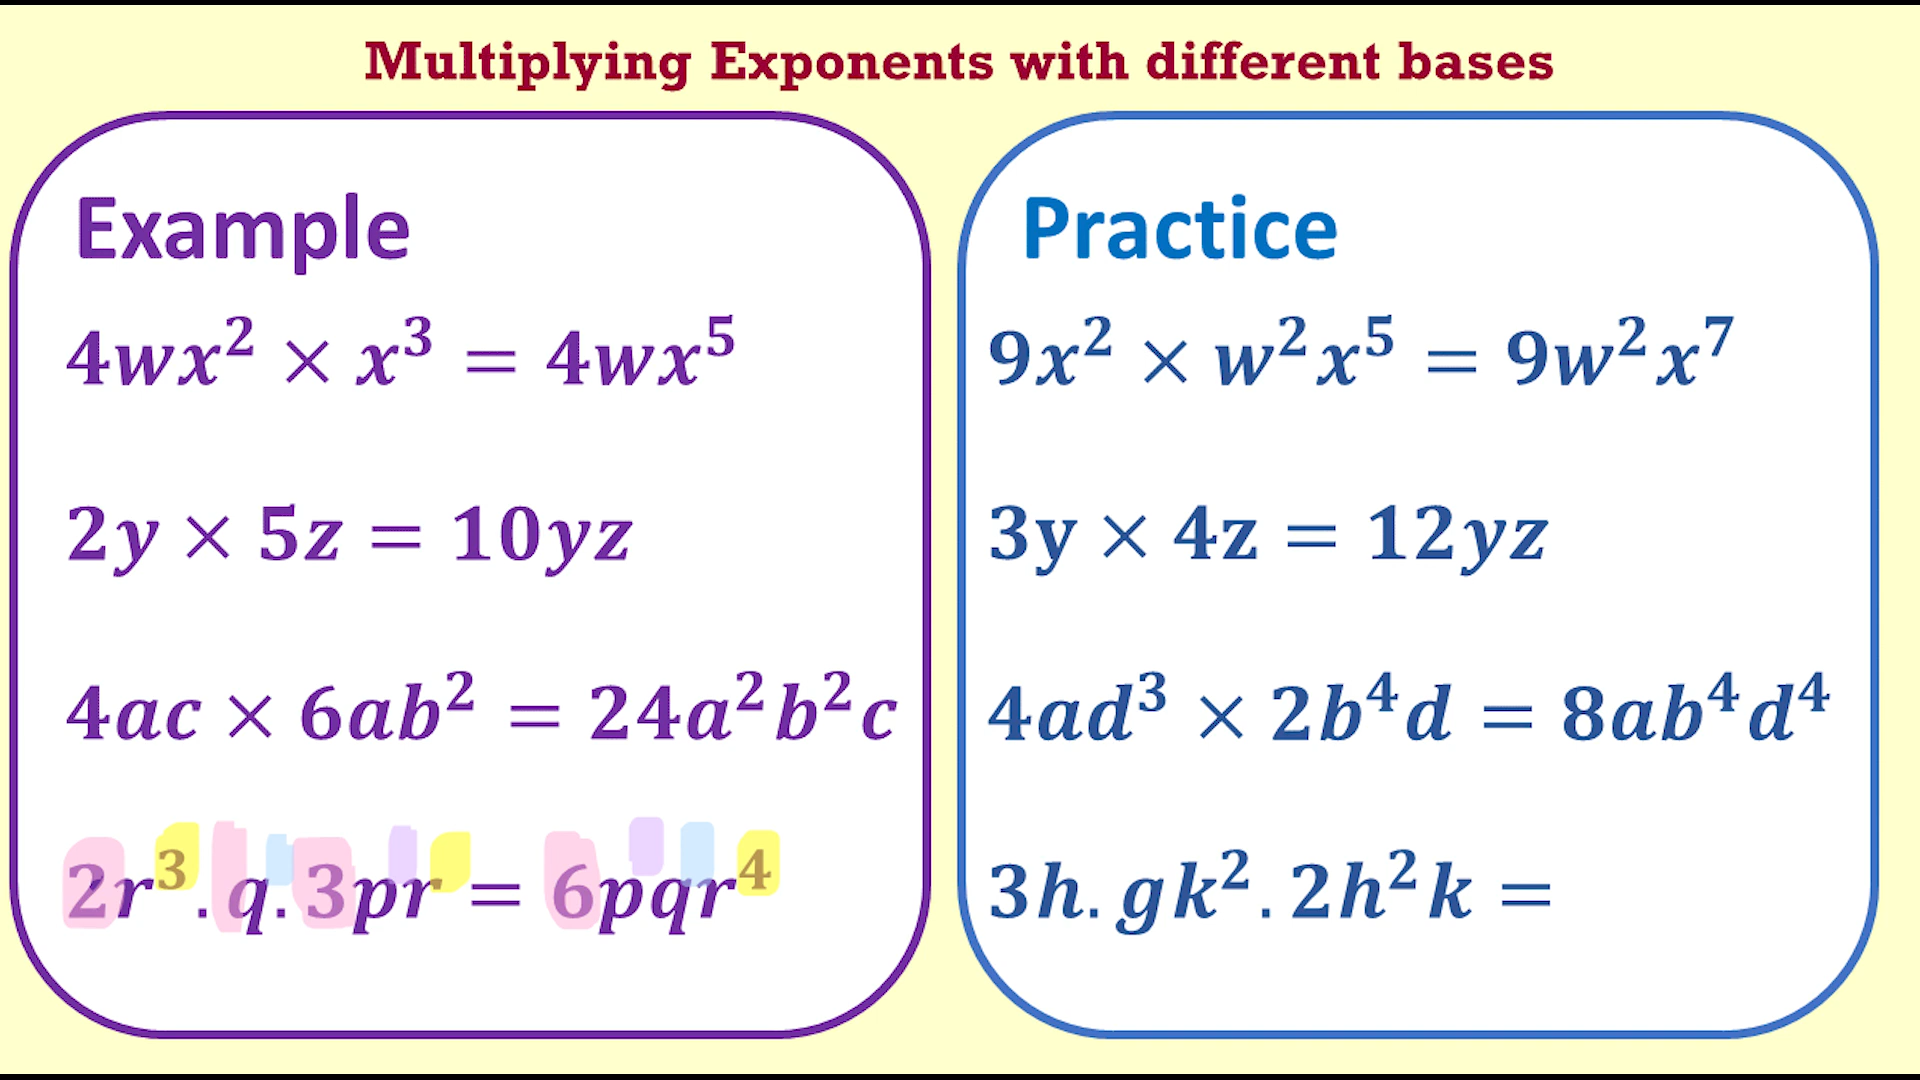 Multiplying Exponents with different bases
Example
4wx² × x³ = 4wx⁵
2y × 5z = 10yz
4ac × 6ab² = 24a²b²c
2r³. q. 3pr = 6pqr⁴
Practice
9x² × w²x⁵ = 9w²x⁷
3y × 4z = 12yz
4ad³ × 2b⁴d = 8ab⁴d⁴
3h. gk². 2h²k =